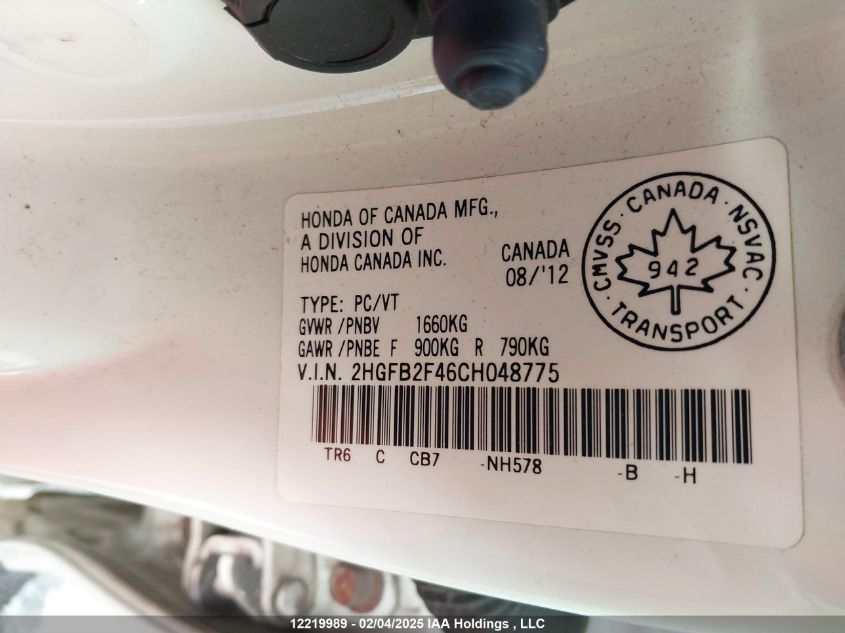 HONDA OF CANADA MFG.,
A DIVISION OF
HONDA CANADA INC.
CANADA
08/'12
CMVSS · CANADA · NSVAC · TRANSPORT ·
942
TYPE: PC/VT
GVWR /PNBV 1660KG
GAWR /PNBE F 900KG R 790KG
V.I.N. 2HGFB2F46CH048775
TR6 C CB7 -NH578 -B -H
12219989 - 02/04/2025 IAA Holdings , LLC